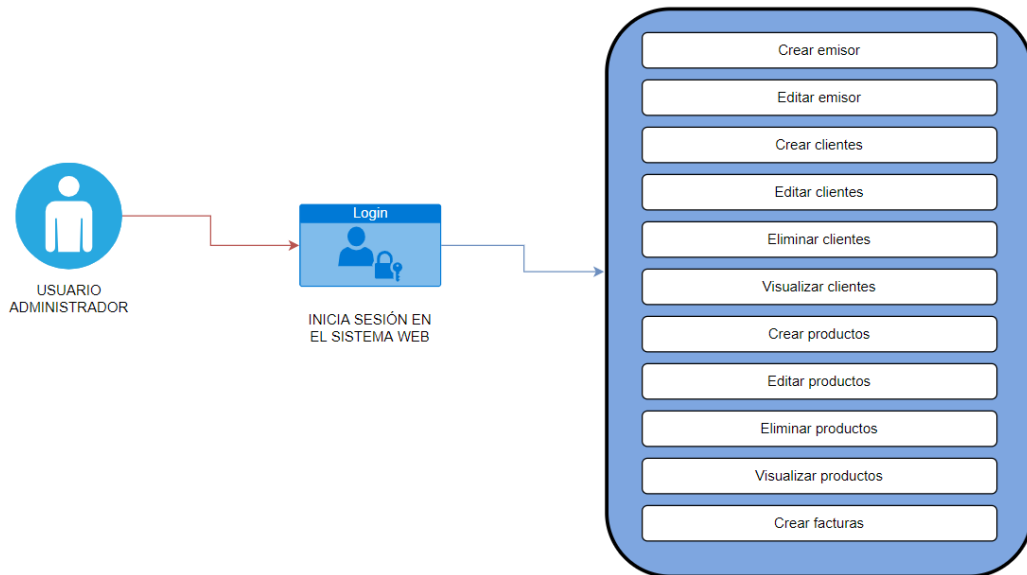 USUARIO
ADMINISTRADOR
Login
INICIA SESIÓN EN
EL SISTEMA WEB
Crear emisor
Editar emisor
Crear clientes
Editar clientes
Eliminar clientes
Visualizar clientes
Crear productos
Editar productos
Eliminar productos
Visualizar productos
Crear facturas